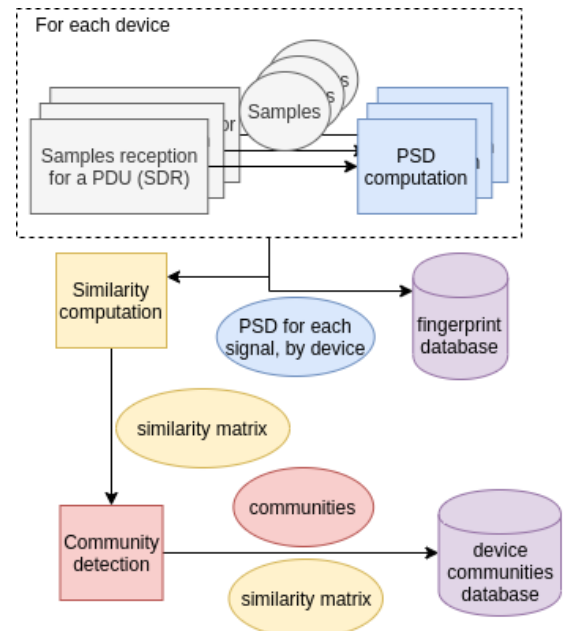 For each device
Samples
Samples reception
for a PDU (SDR)
PSD
computation
Similarity
computation
PSD for each
signal, by device
fingerprint
database
similarity matrix
communities
Community
detection
device
communities
database
similarity matrix